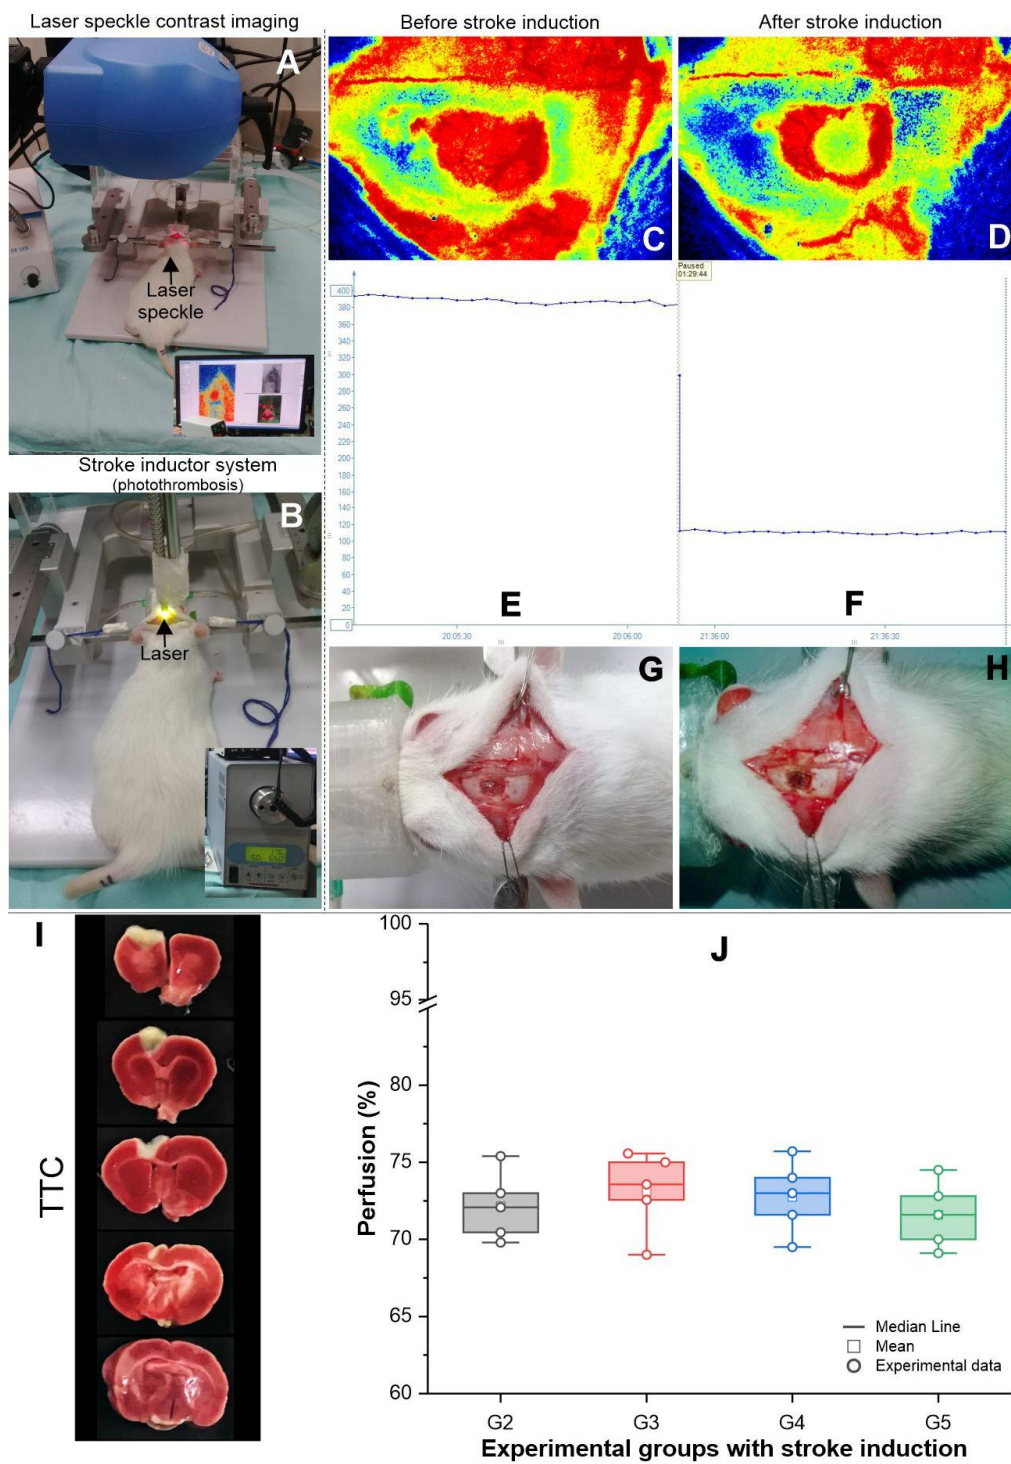 Laser speckle contrast imaging
Before stroke induction
After stroke induction
A
Laser
speckle
C
D
Stroke inductor system
(photothrombosis)
B
Laser
Paused
01:29:44
400
380
360
340
320
300
280
260
240
220
200
180
160
140
120
100
80
60
40
20
0
E
F
20:05:30
20:06:00
21:36:00
21:36:30
G
H
I
TTC
J
100
95
80
75
70
65
60
Perfusion (%)
Median Line
Mean
Experimental data
G2
G3
G4
G5
Experimental groups with stroke induction